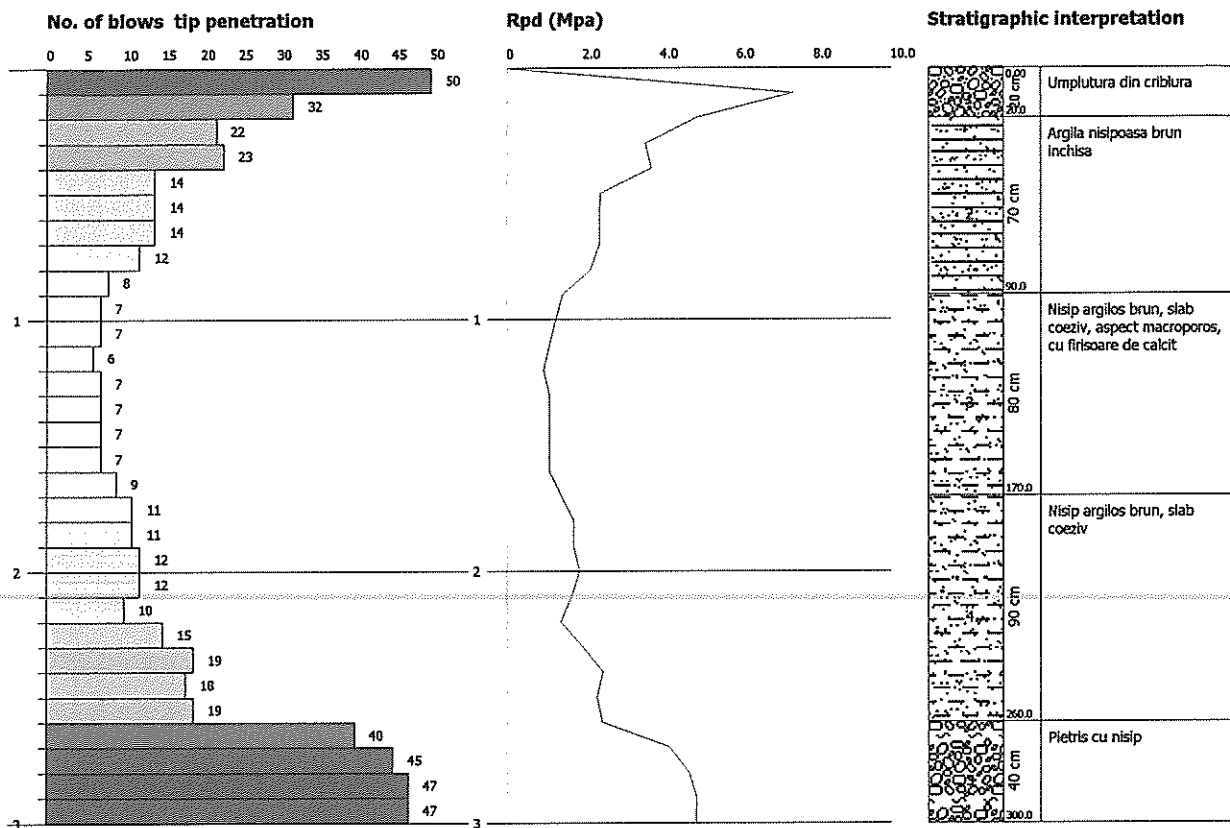 No. of blows tip penetration
0 5 10 15 20 25 30 35 40 45 50
50
32
22
23
14
14
14
12
8
7
1
7
6
7
7
7
7
9
11
11
12
2
12
10
15
19
18
19
40
45
47
47
3
Rpd (Mpa)
0 2.0 4.0 6.0 8.0 10.0
1
2
3
Stratigraphic interpretation
20 cm
20.0
Umplutura din criblura
2
70 cm
90.0
Argila nisipoasa brun
inchisa
3
80 cm
170.0
Nisip argilos brun, slab
coeziv, aspect macroporos,
cu firisoare de calcit
4
90 cm
260.0
Nisip argilos brun, slab
coeziv
40 cm
300.0
Pietris cu nisip